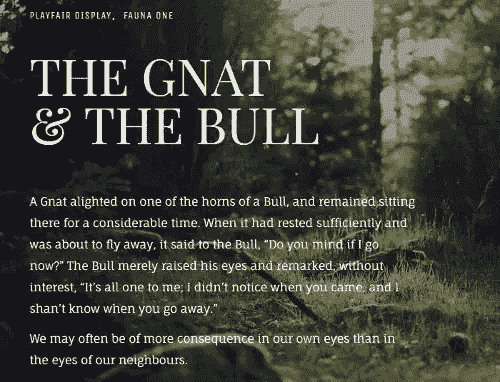 PLAYFAIR DISPLAY, FAUNA ONE
THE GNAT
& THE BULL
A Gnat alighted on one of the horns of a Bull, and remained sitting
there for a considerable time. When it had rested sufficiently and
was about to fly away, it said to the Bull, “Do you mind if I go
now?” The Bull merely raised his eyes and remarked, without
interest, “It’s all one to me; I didn’t notice when you came, and I
shan’t know when you go away.”
We may often be of more consequence in our own eyes than in
the eyes of our neighbours.